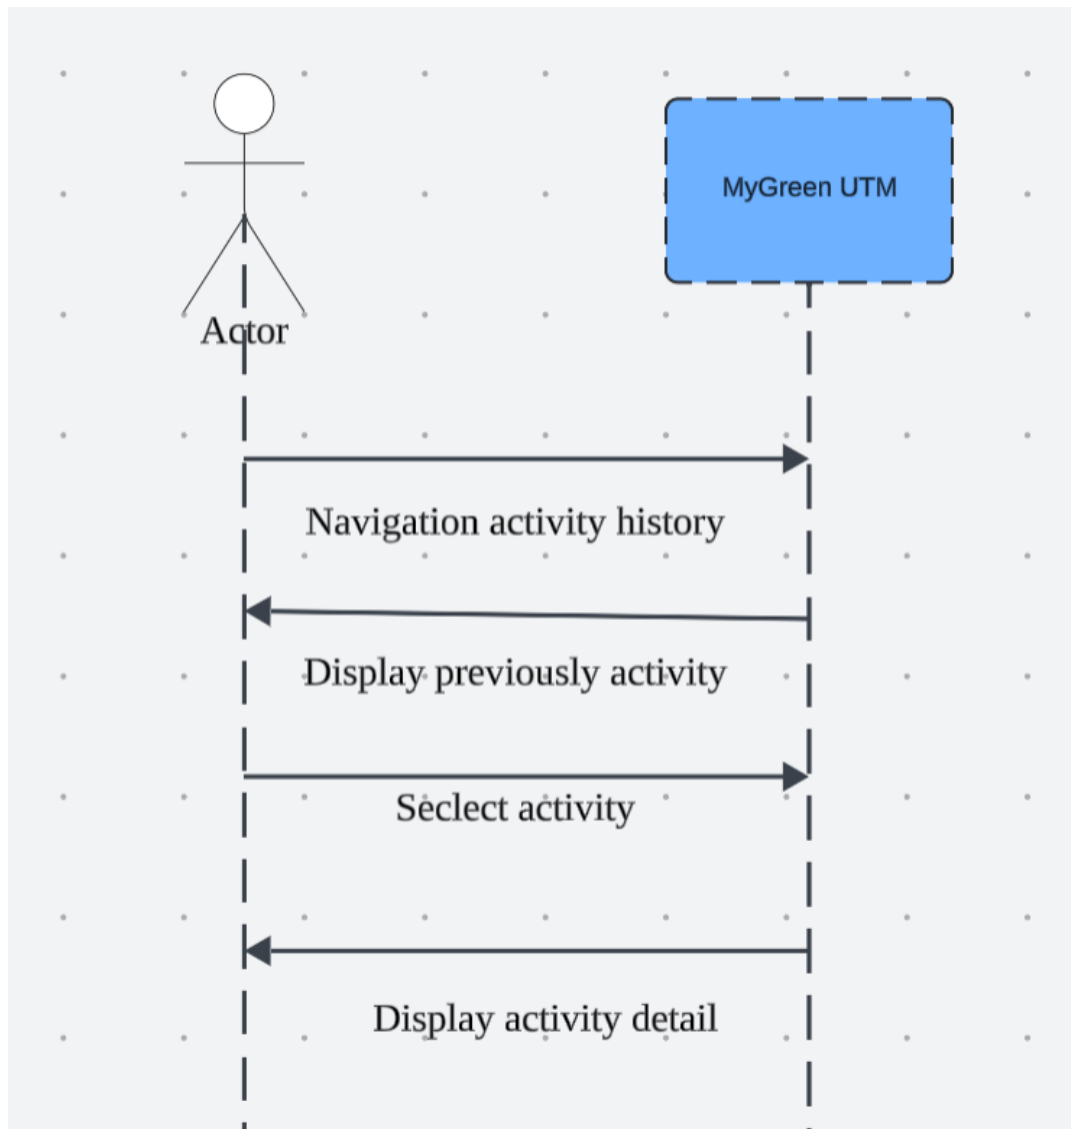 MyGreen UTM
Actor
Navigation activity history
Display previously activity
Seclect activity
Display activity detail